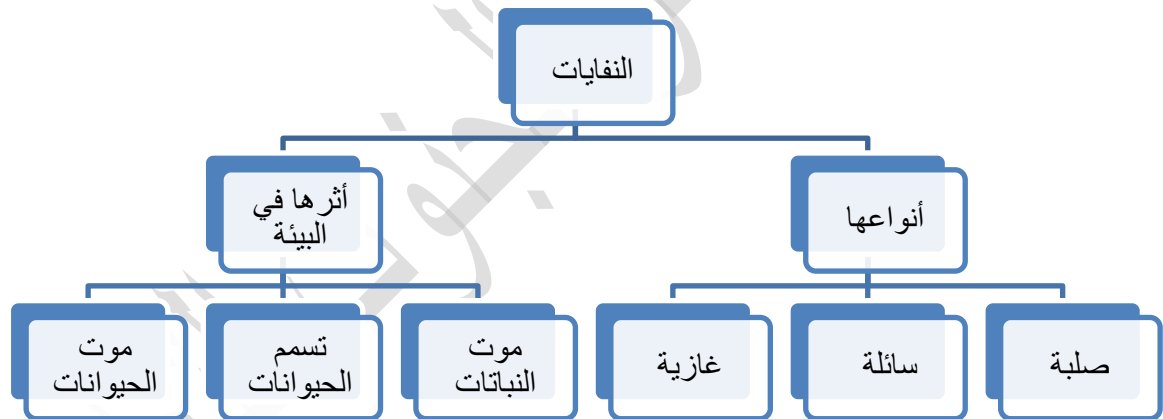 النفايات
أنواعها
أثرها في
البيئة
صلبة
سائلة
غازية
موت
النباتات
تسمم
الحيوانات
موت
الحيوانات